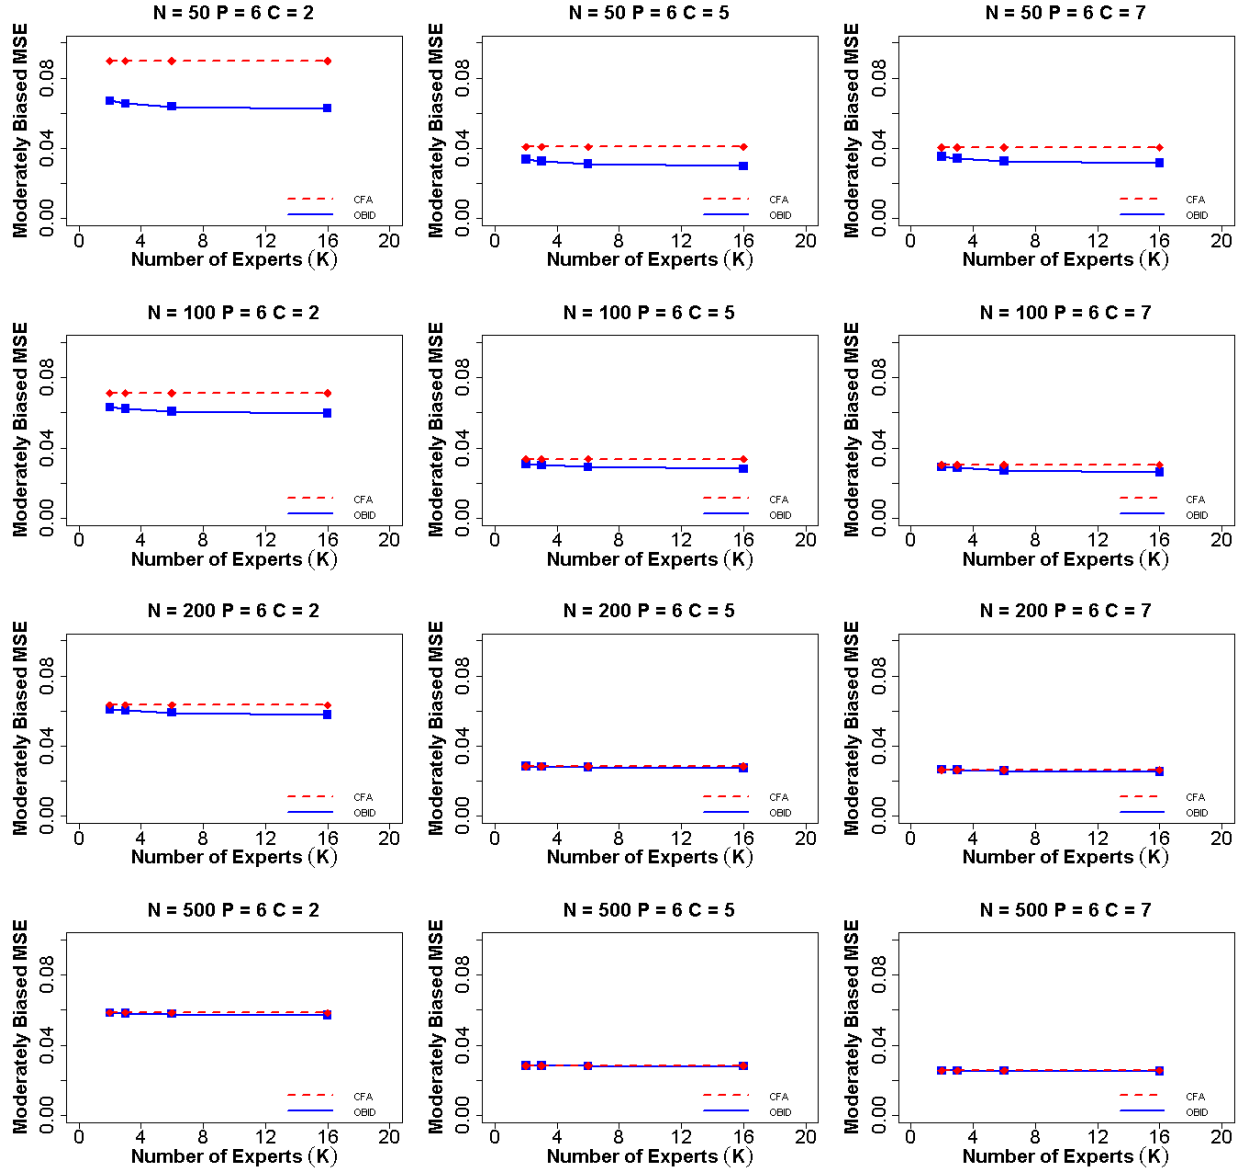 N = 50 P = 6 C = 2
Moderately Biased MSE
0.00 0.04 0.08
CFA
OBID
0 4 8 12 16 20
Number of Experts (K)
N = 50 P = 6 C = 5
Moderately Biased MSE
0.00 0.04 0.08
CFA
OBID
0 4 8 12 16 20
Number of Experts (K)
N = 50 P = 6 C = 7
Moderately Biased MSE
0.00 0.04 0.08
CFA
OBID
0 4 8 12 16 20
Number of Experts (K)
N = 100 P = 6 C = 2
Moderately Biased MSE
0.00 0.04 0.08
CFA
OBID
0 4 8 12 16 20
Number of Experts (K)
N = 100 P = 6 C = 5
Moderately Biased MSE
0.00 0.04 0.08
CFA
OBID
0 4 8 12 16 20
Number of Experts (K)
N = 100 P = 6 C = 7
Moderately Biased MSE
0.00 0.04 0.08
CFA
OBID
0 4 8 12 16 20
Number of Experts (K)
N = 200 P = 6 C = 2
Moderately Biased MSE
0.00 0.04 0.08
CFA
OBID
0 4 8 12 16 20
Number of Experts (K)
N = 200 P = 6 C = 5
Moderately Biased MSE
0.00 0.04 0.08
CFA
OBID
0 4 8 12 16 20
Number of Experts (K)
N = 200 P = 6 C = 7
Moderately Biased MSE
0.00 0.04 0.08
CFA
OBID
0 4 8 12 16 20
Number of Experts (K)
N = 500 P = 6 C = 2
Moderately Biased MSE
0.00 0.04 0.08
CFA
OBID
0 4 8 12 16 20
Number of Experts (K)
N = 500 P = 6 C = 5
Moderately Biased MSE
0.00 0.04 0.08
CFA
OBID
0 4 8 12 16 20
Number of Experts (K)
N = 500 P = 6 C = 7
Moderately Biased MSE
0.00 0.04 0.08
CFA
OBID
0 4 8 12 16 20
Number of Experts (K)